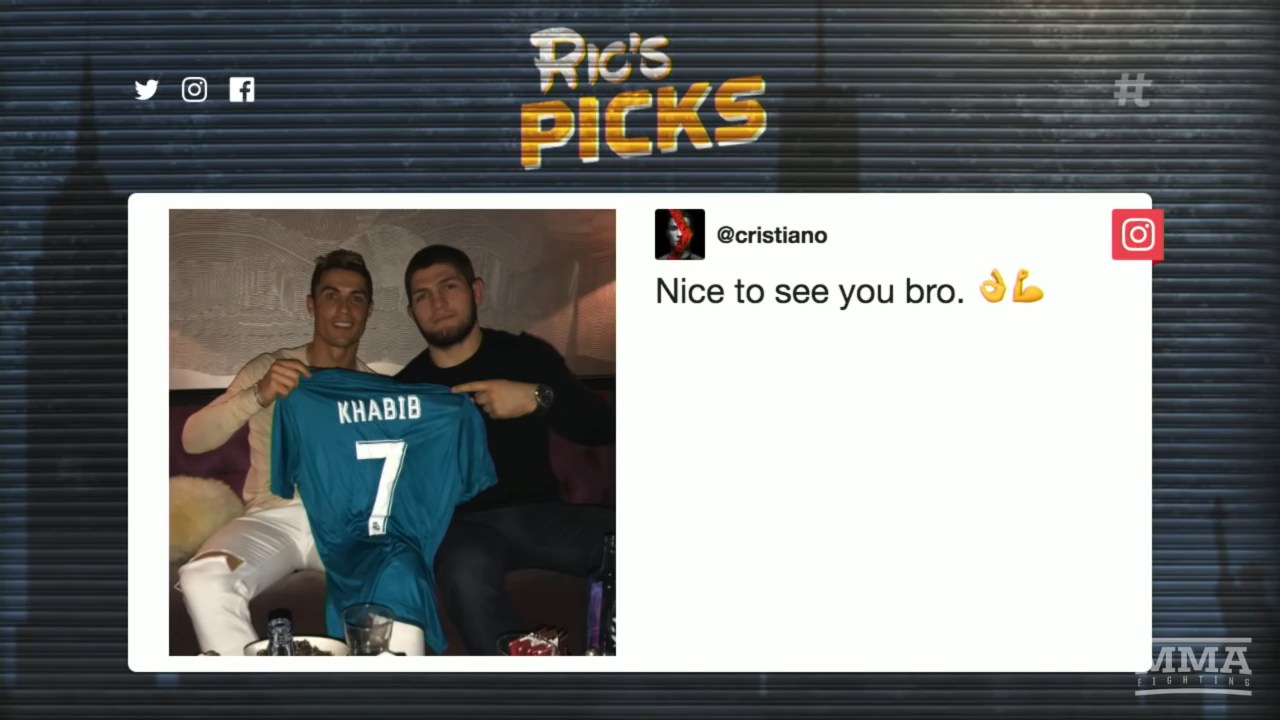 RIC'S
PICKS
#
@cristiano
Nice to see you bro. 👌💪
KHABIB
7
MMA
FIGHTING